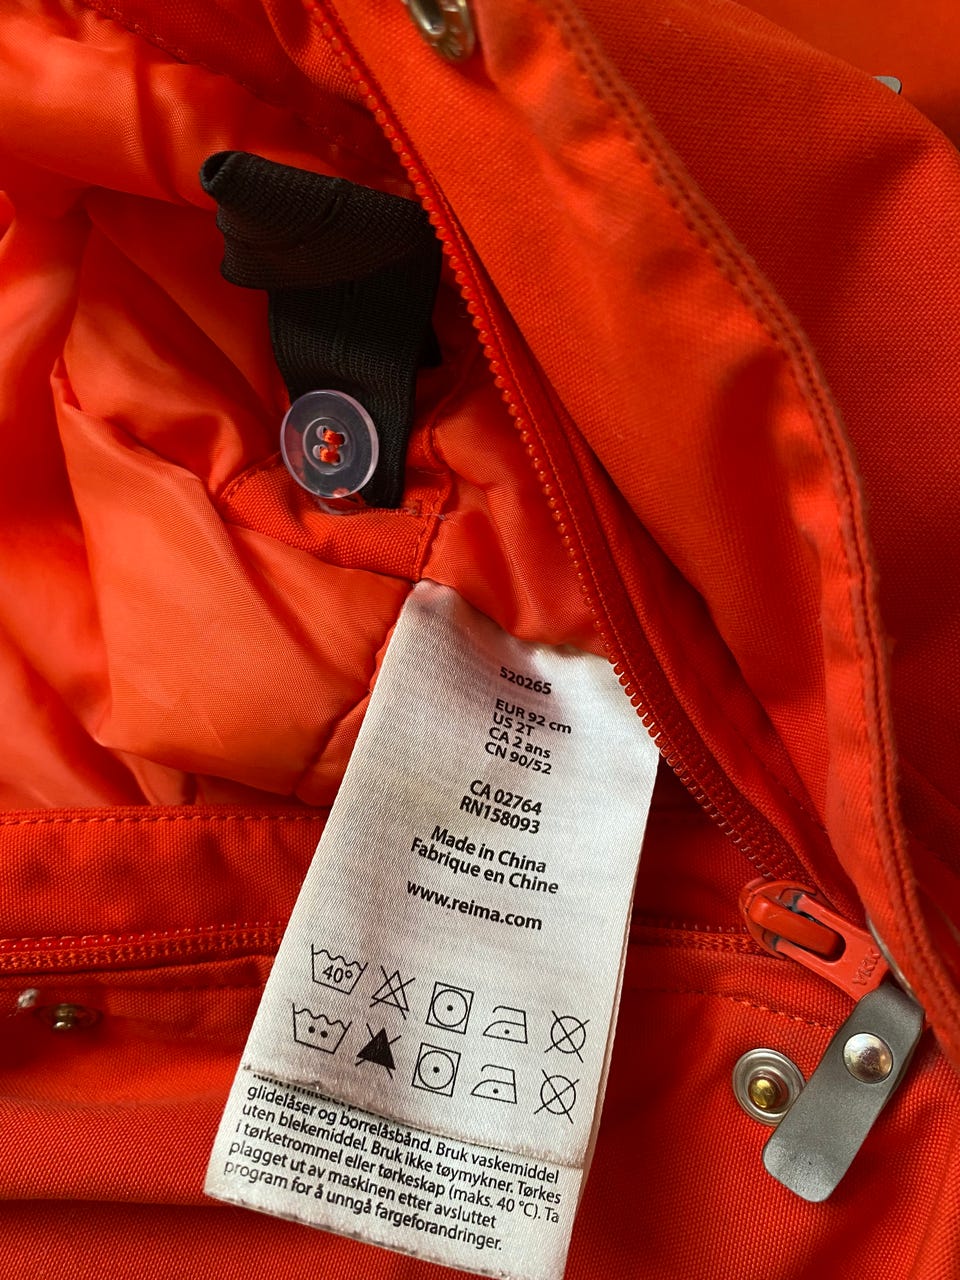 520265
EUR 92 cm
US 2T
CA 2 ans
CN 90/52
CA 02764
RN158093
Made in China
Fabrique en Chine
www.reima.com
40°
glidelåser og borrelåsbånd. Bruk vaskemiddel
uten blekemiddel. Bruk ikke tøymykner. Tørkes
i tørketrommel eller tørkeskap (maks. 40 °C). Ta
plagget ut av maskinen etter avsluttet
program for å unngå fargeforandringer.
YKK